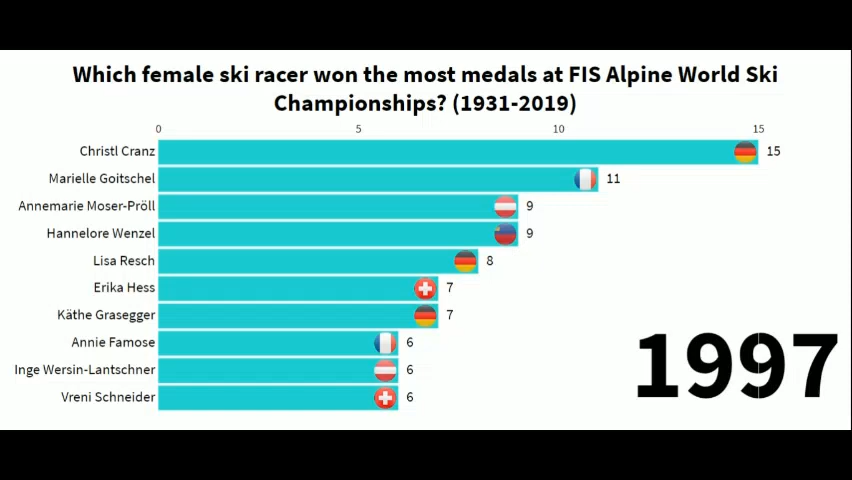 Which female ski racer won the most medals at FIS Alpine World Ski
Championships? (1931-2019)
0 5 10 15
Christl Cranz 15
Marielle Goitschel 11
Annemarie Moser-Pröll 9
Hannelore Wenzel 9
Lisa Resch 8
Erika Hess 7
Käthe Grasegger 7
Annie Famose 6
Inge Wersin-Lantschner 6
Vreni Schneider 6
1997